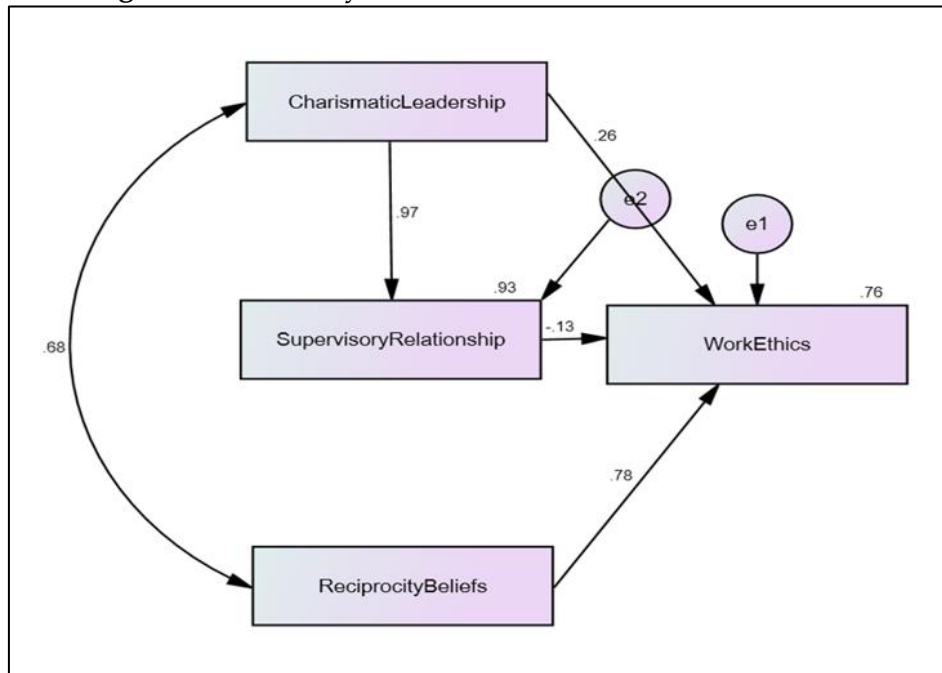 CharismaticLeadership
.26
e2
.97
e1
.93
.76
SupervisoryRelationship
-.13
WorkEthics
.68
.78
ReciprocityBeliefs